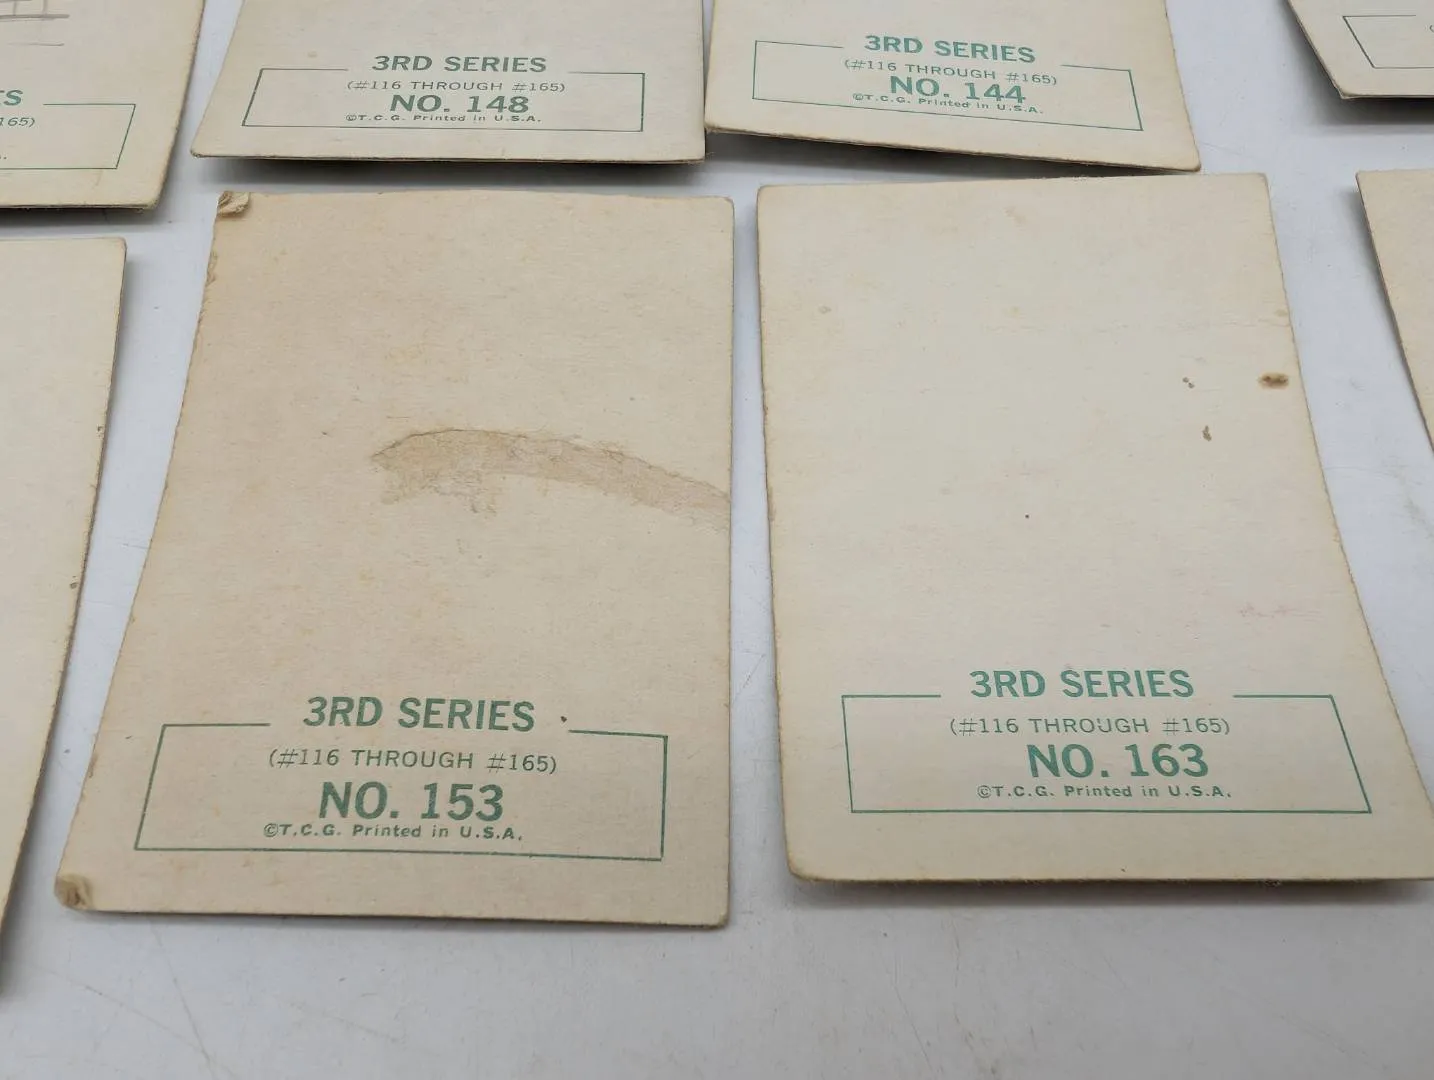 3RD SERIES
(#116 THROUGH #165)
NO. 148
©T.C.G. Printed in U.S.A.
3RD SERIES
(#116 THROUGH #165)
NO. 144
©T.C.G. Printed in U.S.A.
165)
3RD SERIES
(#116 THROUGH #165)
NO. 153
©T.C.G. Printed in U.S.A.
3RD SERIES
(#116 THROUGH #165)
NO. 163
©T.C.G. Printed in U.S.A.